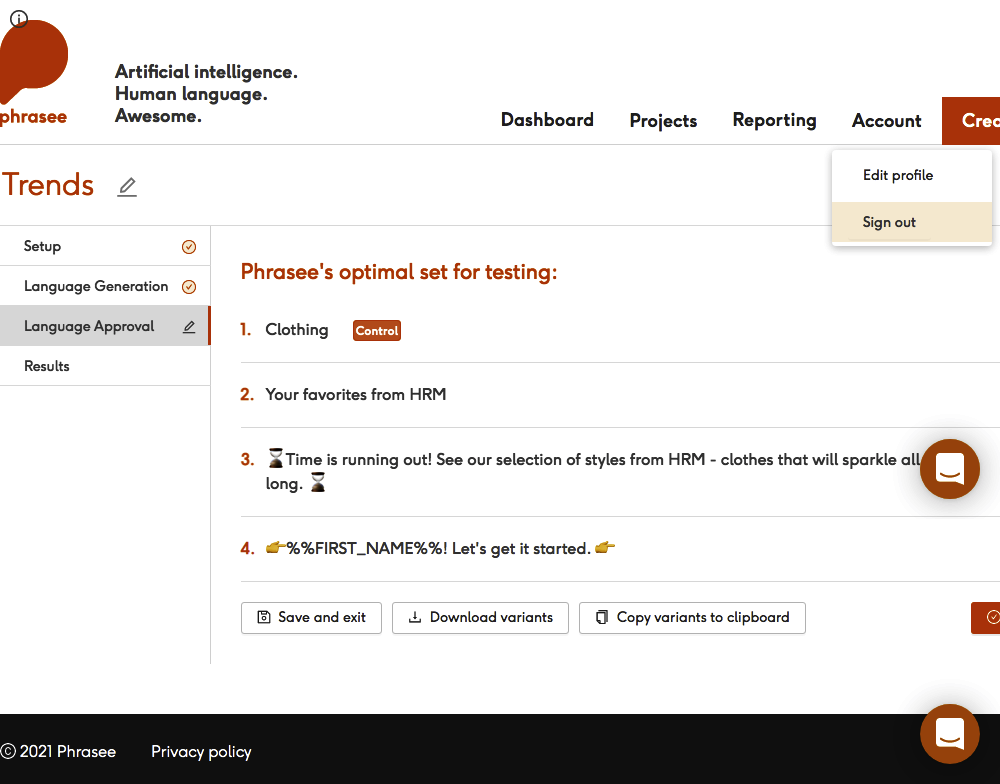 phrasee
Artificial intelligence.
Human language.
Awesome.
Dashboard
Projects
Reporting
Account
Edit profile
Sign out
Trends
Setup
Language Generation
Language Approval
Results
Phrasee's optimal set for testing:
1. Clothing Control
2. Your favorites from HRM
3. ⌛Time is running out! See our selection of styles from HRM - clothes that will sparkle all
long. ⌛
4. 👉%%FIRST_NAME%%! Let's get it started. 👉
Save and exit
Download variants
Copy variants to clipboard
© 2021 Phrasee
Privacy policy